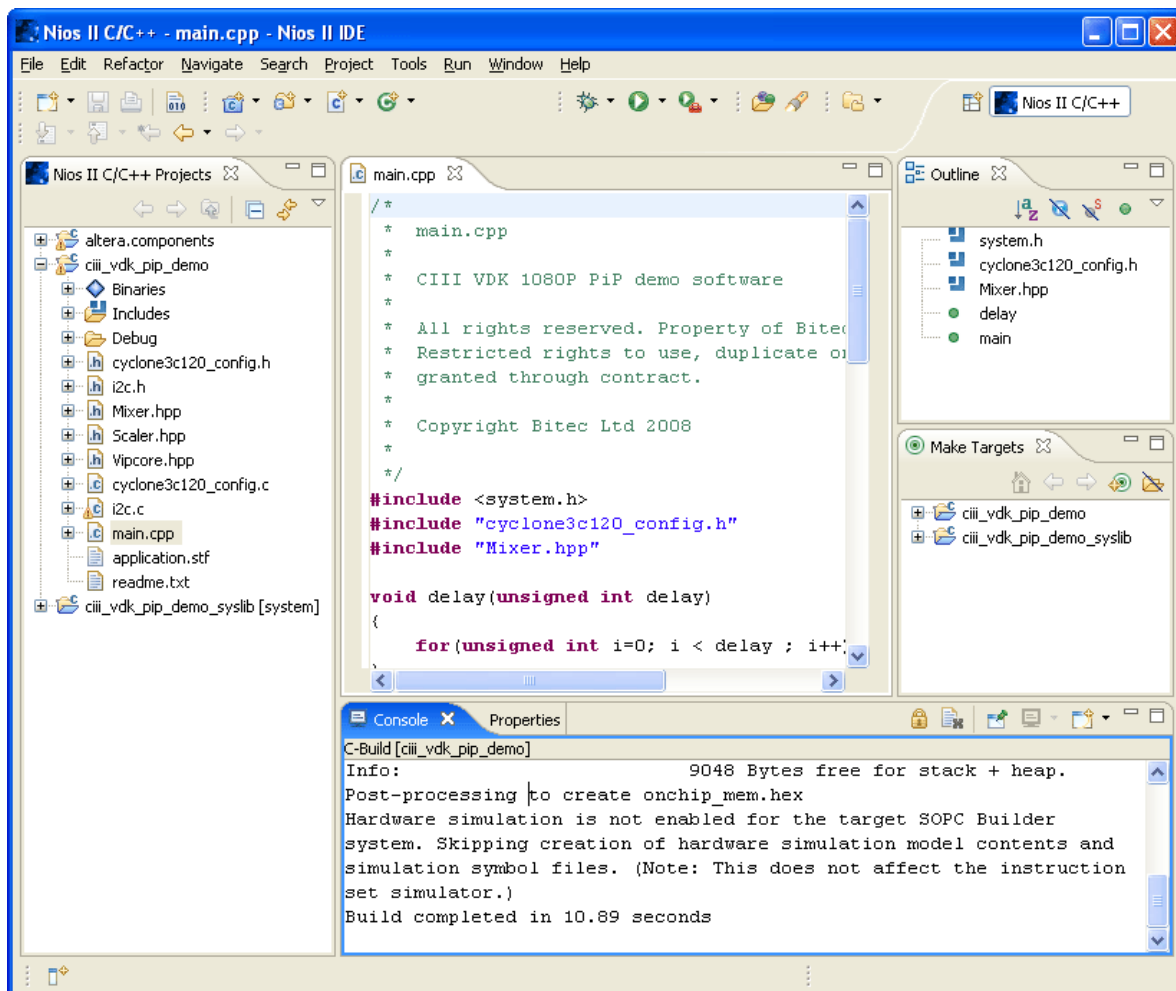 Nios II C/C++ - main.cpp - Nios II IDE
File Edit Refactor Navigate Search Project Tools Run Window Help
Nios II C/C++
Nios II C/C++ Projects
altera.components
ciii_vdk_pip_demo
Binaries
Includes
Debug
cyclone3c120_config.h
i2c.h
Mixer.hpp
Scaler.hpp
Vipcore.hpp
cyclone3c120_config.c
i2c.c
main.cpp
application.stf
readme.txt
ciii_vdk_pip_demo_syslib [system]
main.cpp
/*
* main.cpp
*
* CIII VDK 1080P PiP demo software
*
* All rights reserved. Property of Bitec
* Restricted rights to use, duplicate or
* granted through contract.
*
* Copyright Bitec Ltd 2008
*
*/
#include <system.h>
#include "cyclone3c120_config.h"
#include "Mixer.hpp"
void delay(unsigned int delay)
{
for(unsigned int i=0; i < delay ; i++)
Outline
system.h
cyclone3c120_config.h
Mixer.hpp
delay
main
Make Targets
ciii_vdk_pip_demo
ciii_vdk_pip_demo_syslib
Console Properties
C-Build [ciii_vdk_pip_demo]
Info: 9048 Bytes free for stack + heap.
Post-processing to create onchip_mem.hex
Hardware simulation is not enabled for the target SOPC Builder
system. Skipping creation of hardware simulation model contents and
simulation symbol files. (Note: This does not affect the instruction
set simulator.)
Build completed in 10.89 seconds